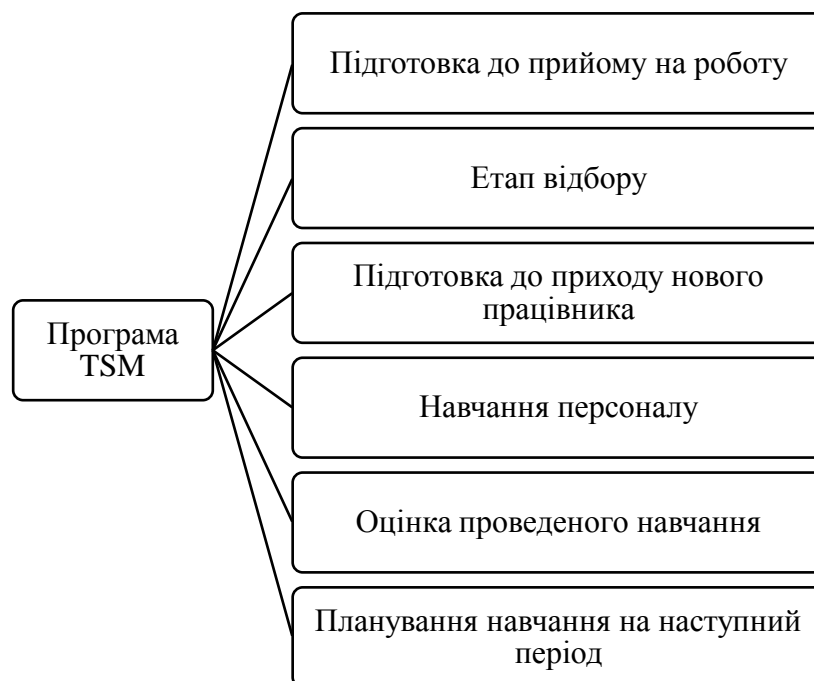 Підготовка до прийому на роботу
Етап відбору
Підготовка до приходу нового
працівника
Програма
TSM
Навчання персоналу
Оцінка проведеного навчання
Планування навчання на наступний
період